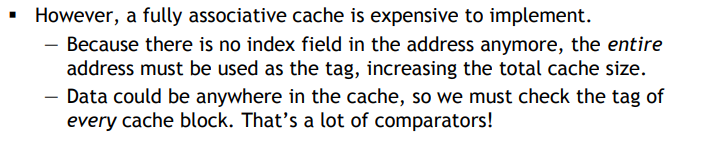 ▪ However, a fully associative cache is expensive to implement.
— Because there is no index field in the address anymore, the entire
address must be used as the tag, increasing the total cache size.
— Data could be anywhere in the cache, so we must check the tag of
every cache block. That’s a lot of comparators!